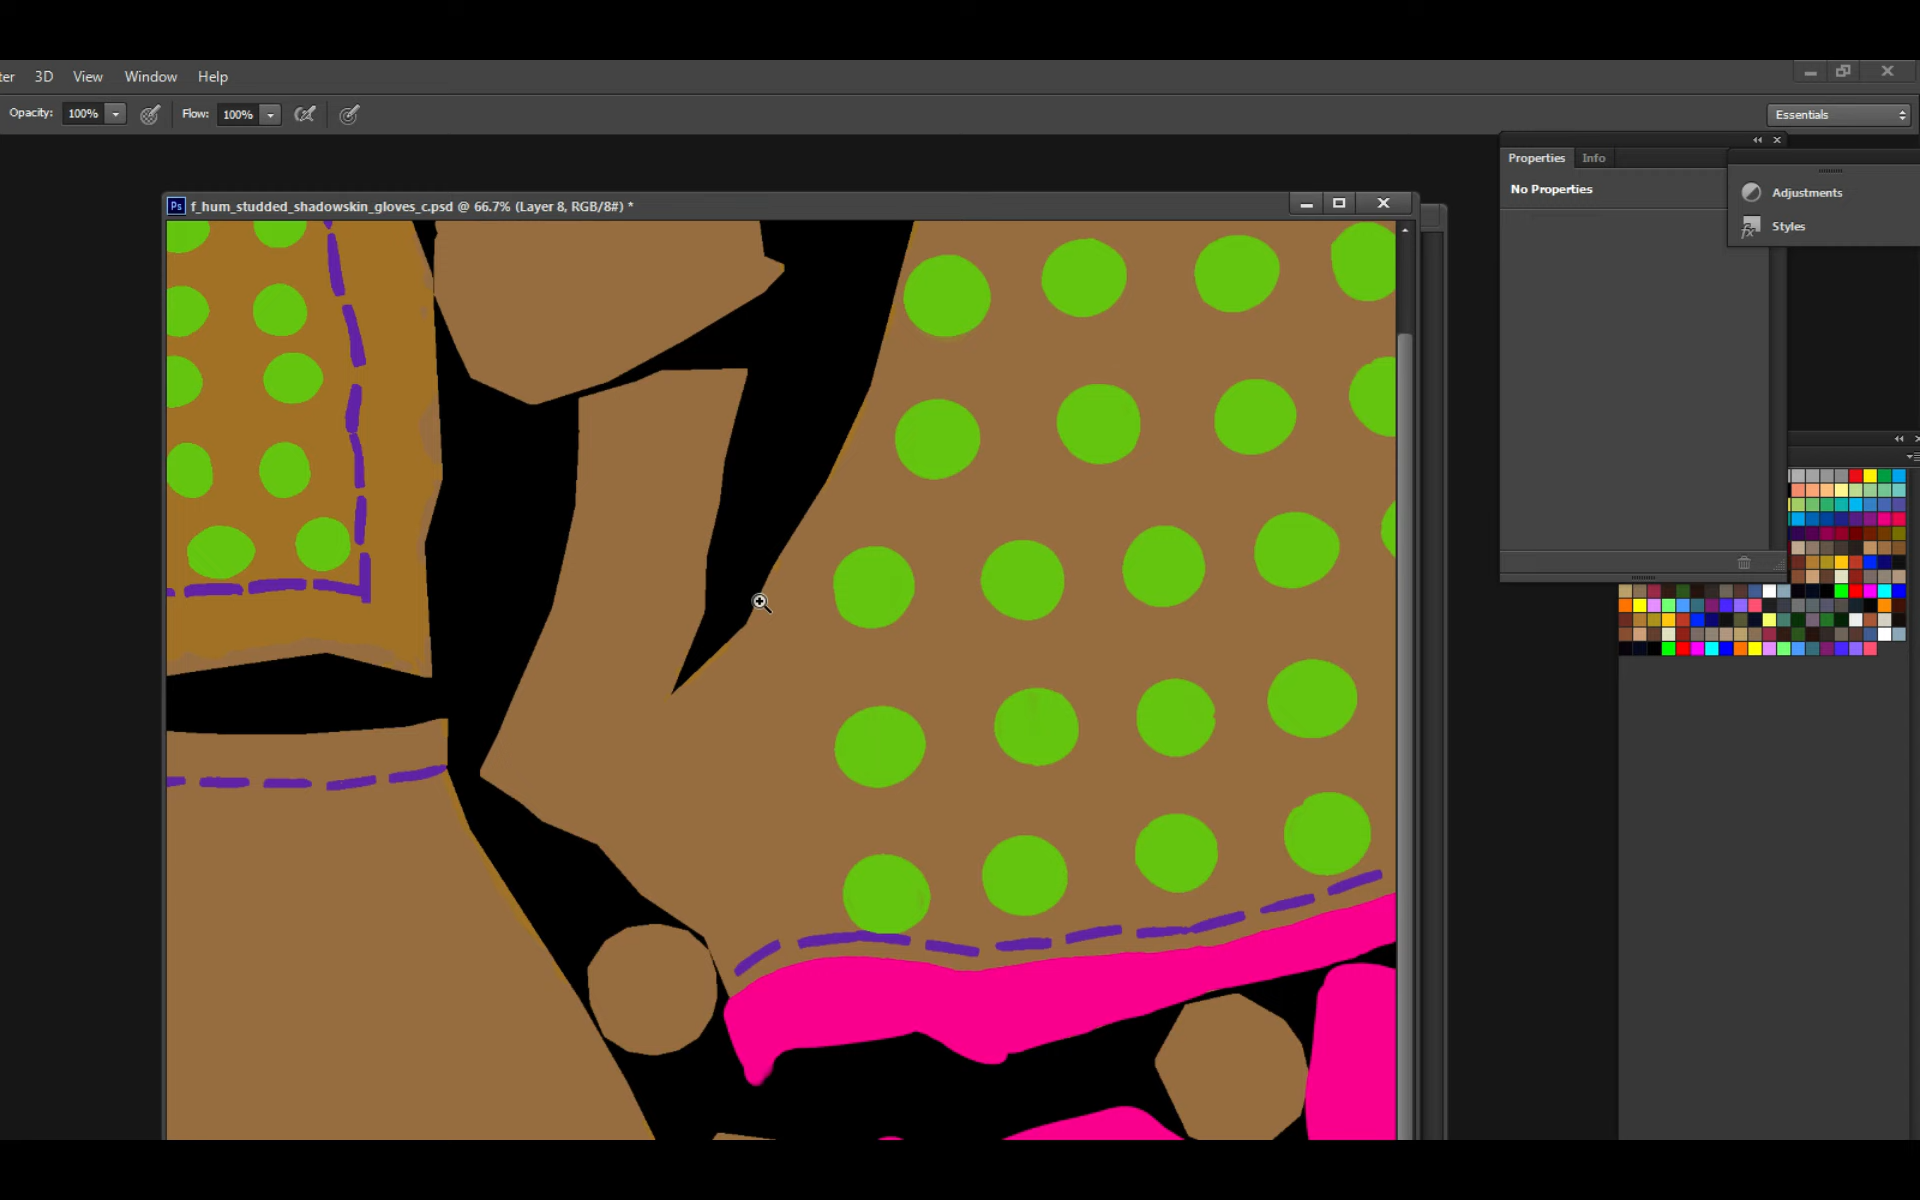 ter 3D View Window Help
Opacity: 100% Flow: 100% Essentials
Properties Info
No Properties
Adjustments
Styles
Ps f_hum_studded_shadowskin_gloves_c.psd @ 66.7% (Layer 8, RGB/8#) *